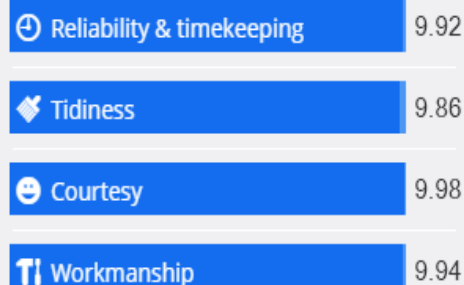 Reliability & timekeeping 9.92
Tidiness 9.86
Courtesy 9.98
Workmanship 9.94